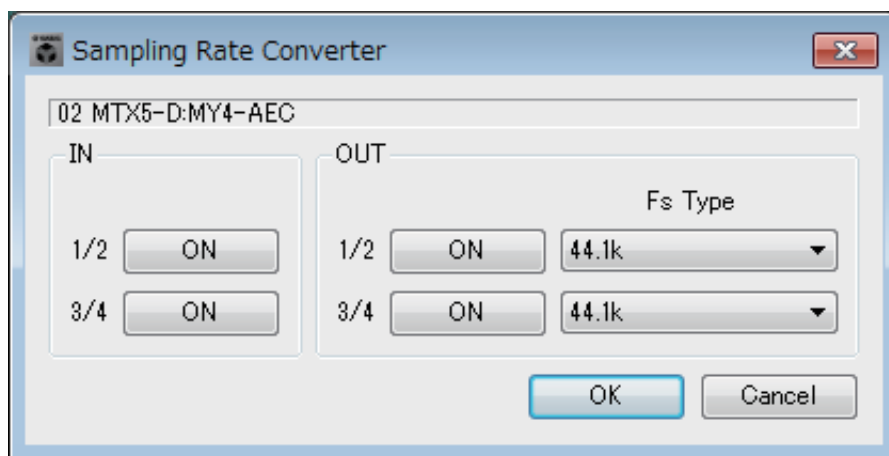 Sampling Rate Converter
02 MTX5-D:MY4-AEC
IN
OUT
Fs Type
1/2 ON 1/2 ON 44.1k
3/4 ON 3/4 ON 44.1k
OK Cancel